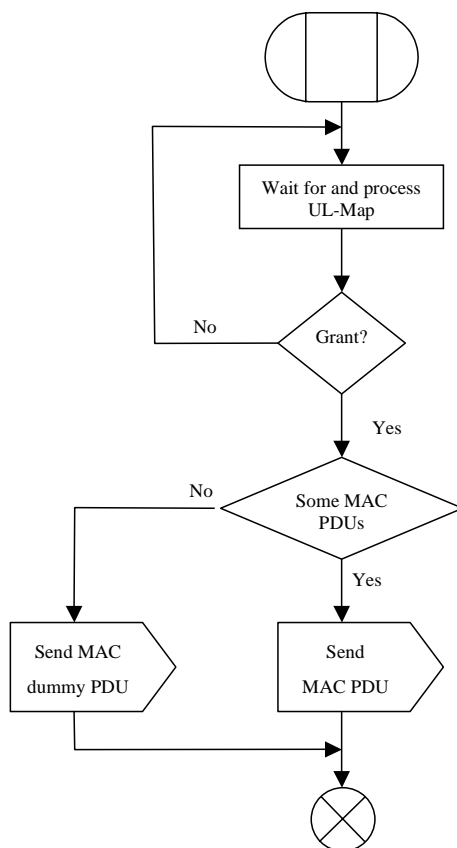 Wait for and process
UL-Map
Grant?
No
Yes
No
Some MAC
PDUs
Yes
Send MAC
dummy PDU
Send
MAC PDU